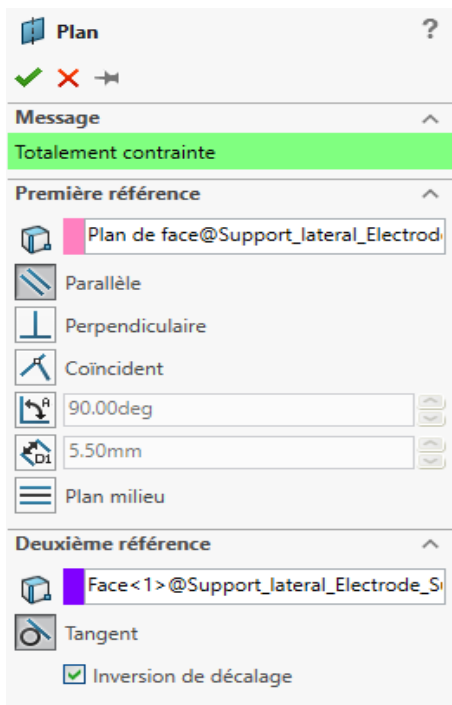 Plan ?
Message
Totalement contrainte
Première référence
Plan de face@Support_lateral_Electrod
Parallèle
Perpendiculaire
Coïncident
90.00deg
5.50mm
Plan milieu
Deuxième référence
Face<1>@Support_lateral_Electrode_S
Tangent
Inversion de décalage